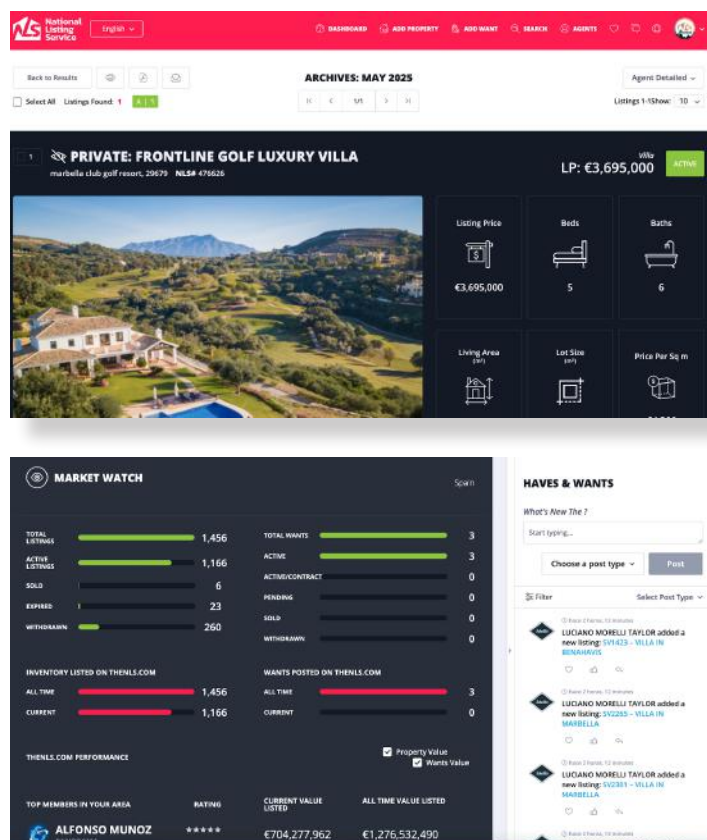 NLS National Listing Service
English
DASHBOARD
ADD PROPERTY
ADD WANT
SEARCH
AGENTS
Back to Results
ARCHIVES: MAY 2025
Agent Detailed
Select All Listings Found: 1 A | 1
1/1
Listings 1-1Show: 10
1 PRIVATE: FRONTLINE GOLF LUXURY VILLA
marbella club golf resort, 29679 NLS# 476626
Villa
LP: €3,695,000
ACTIVE
Listing Price
Beds
Baths
€3,695,000
5
6
Living Area (m²)
Lot Size (m²)
Price Per Sq m
MARKET WATCH
Spain
TOTAL LISTINGS 1,456
ACTIVE LISTINGS 1,166
SOLD 6
EXPIRED 23
WITHDRAWN 260
TOTAL WANTS 3
ACTIVE 3
ACTIVE/CONTRACT 0
PENDING 0
SOLD 0
WITHDRAWN 0
INVENTORY LISTED ON THENLS.COM
ALL TIME 1,456
CURRENT 1,166
WANTS POSTED ON THENLS.COM
ALL TIME 3
CURRENT 0
THENLS.COM PERFORMANCE
Property Value
Wants Value
TOP MEMBERS IN YOUR AREA
RATING
CURRENT VALUE LISTED
ALL TIME VALUE LISTED
ALFONSO MUNOZ
€704,277,962
€1,276,532,490
HAVES & WANTS
What's New The ?
Start typing...
Choose a post type
Post
Filter
Select Post Type
LUCIANO MORELLI TAYLOR added a
new listing: SV1423 – VILLA IN
BENAHAVIS
LUCIANO MORELLI TAYLOR added a
new listing: SV2265 – VILLA IN
MARBELLA
LUCIANO MORELLI TAYLOR added a
new listing: SV2301 – VILLA IN
MARBELLA